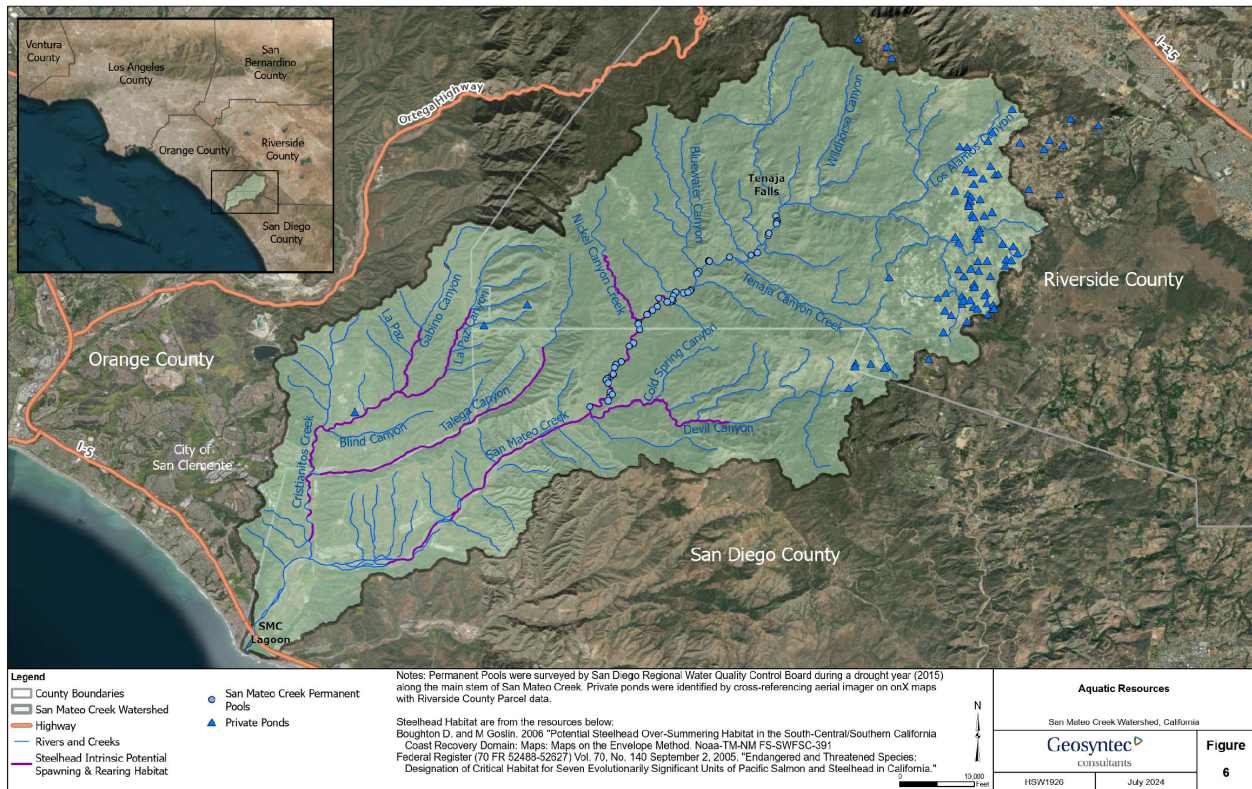 Ventura
County
Los Angeles
County
San
Bernardino
County
Orange County
Riverside
County
San Diego
County
Ortega Highway
I-15
Wildhorse Canyon
Los Alamos Canyon
Bluewater Canyon
Tenaja
Falls
Nickel Canyon Creek
Tenaja Canyon Creek
Riverside County
La Paz
Gabino Canyon
La Paz Canyon
Orange County
Cold Spring Canyon
Talega Canyon
Blind Canyon
San Mateo Creek
Devil Canyon
City of
San Clemente
I-5
Cristianitos Creek
San Diego County
SMC
Lagoon
Legend
County Boundaries
San Mateo Creek Watershed
Highway
Rivers and Creeks
Steelhead Intrinsic Potential
Spawning & Rearing Habitat
San Mateo Creek Permanent
Pools
Private Ponds
Notes: Permanent Pools were surveyed by San Diego Regional Water Quality Control Board during a drought year (2015)
along the main stem of San Mateo Creek. Private ponds were identified by cross-referencing aerial imager on onX maps
with Riverside County Parcel data.
Steelhead Habitat are from the resources below:
Boughton D. and M Goslin. 2006 "Potential Steelhead Over-Summering Habitat in the South-Central/Southern California
Coast Recovery Domain: Maps: Maps on the Envelope Method. Noaa-TM-NM FS-SWFSC-391
Federal Register (70 FR 52488-52627) Vol. 70, No. 140 September 2, 2005. "Endangered and Threatened Species:
Designation of Critical Habitat for Seven Evolutionarily Significant Units of Pacific Salmon and Steelhead in California."
N
0 10,000
Feet
Aquatic Resources
San Mateo Creek Watershed, California
Geosyntec
consultants
HSW1926
July 2024
Figure
6